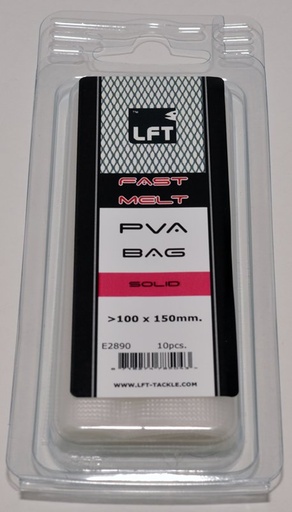 LFT
FAST
MELT
PVA
BAG
SOLID
>100 x 150mm.
E2890 10pcs.
WWW.LFT-TACKLE.COM